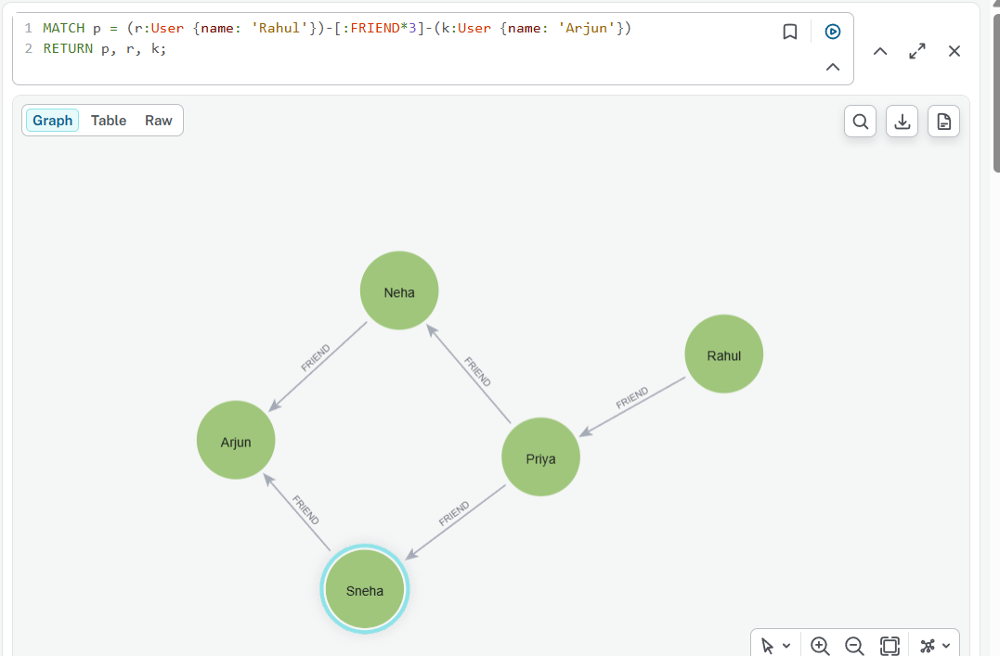 1 MATCH p = (r:User {name: 'Rahul'})-[:FRIEND*3]-(k:User {name: 'Arjun'})
2 RETURN p, r, k;
Graph Table Raw
Neha
Rahul
FRIEND
FRIEND
FRIEND
Arjun
Priya
FRIEND
FRIEND
Sneha